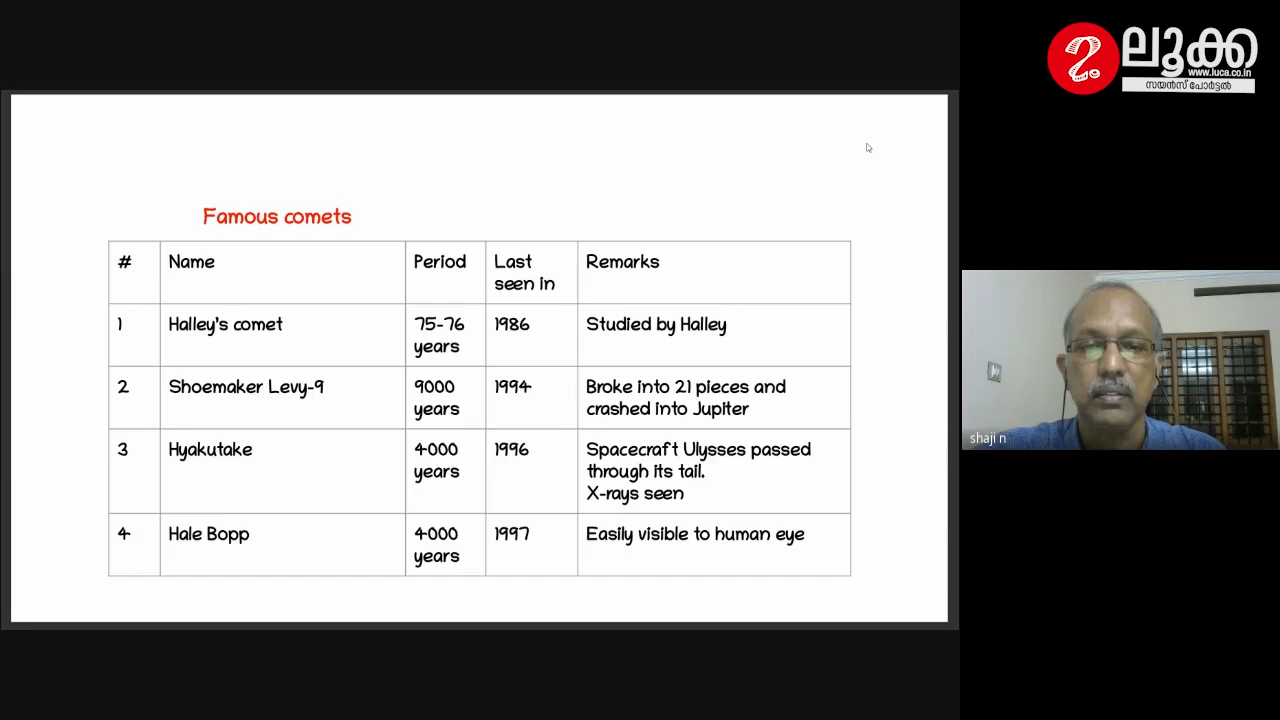 2. ലൂക്ക
www.luca.co.in
സയൻസ് പോർട്ടൽ
Famous comets
# Name Period Last seen in Remarks
1 Halley's comet 75-76 years 1986 Studied by Halley
2 Shoemaker Levy-9 9000 years 1994 Broke into 21 pieces and crashed into Jupiter
3 Hyakutake 4000 years 1996 Spacecraft Ulysses passed through its tail. X-rays seen
4 Hale Bopp 4000 years 1997 Easily visible to human eye
shaji n